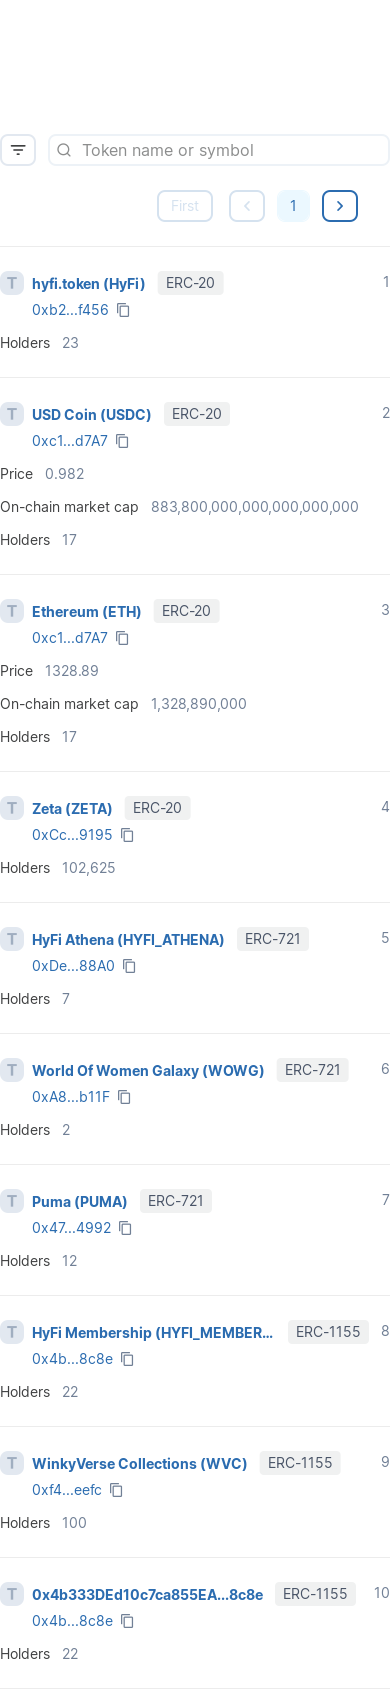 Token name or symbol
First
1
T hyfi.token (HyFi) ERC-20 1
0xb2...f456
Holders 23
T USD Coin (USDC) ERC-20 2
0xc1...d7A7
Price 0.982
On-chain market cap 883,800,000,000,000,000,000
Holders 17
T Ethereum (ETH) ERC-20 3
0xc1...d7A7
Price 1328.89
On-chain market cap 1,328,890,000
Holders 17
T Zeta (ZETA) ERC-20 4
0xCc...9195
Holders 102,625
T HyFi Athena (HYFI_ATHENA) ERC-721 5
0xDe...88A0
Holders 7
T World Of Women Galaxy (WOWG) ERC-721 6
0xA8...b11F
Holders 2
T Puma (PUMA) ERC-721 7
0x47...4992
Holders 12
T HyFi Membership (HYFI_MEMBER... ERC-1155 8
0x4b...8c8e
Holders 22
T WinkyVerse Collections (WVC) ERC-1155 9
0xf4...eefc
Holders 100
T 0x4b333DEd10c7ca855EA...8c8e ERC-1155 10
0x4b...8c8e
Holders 22